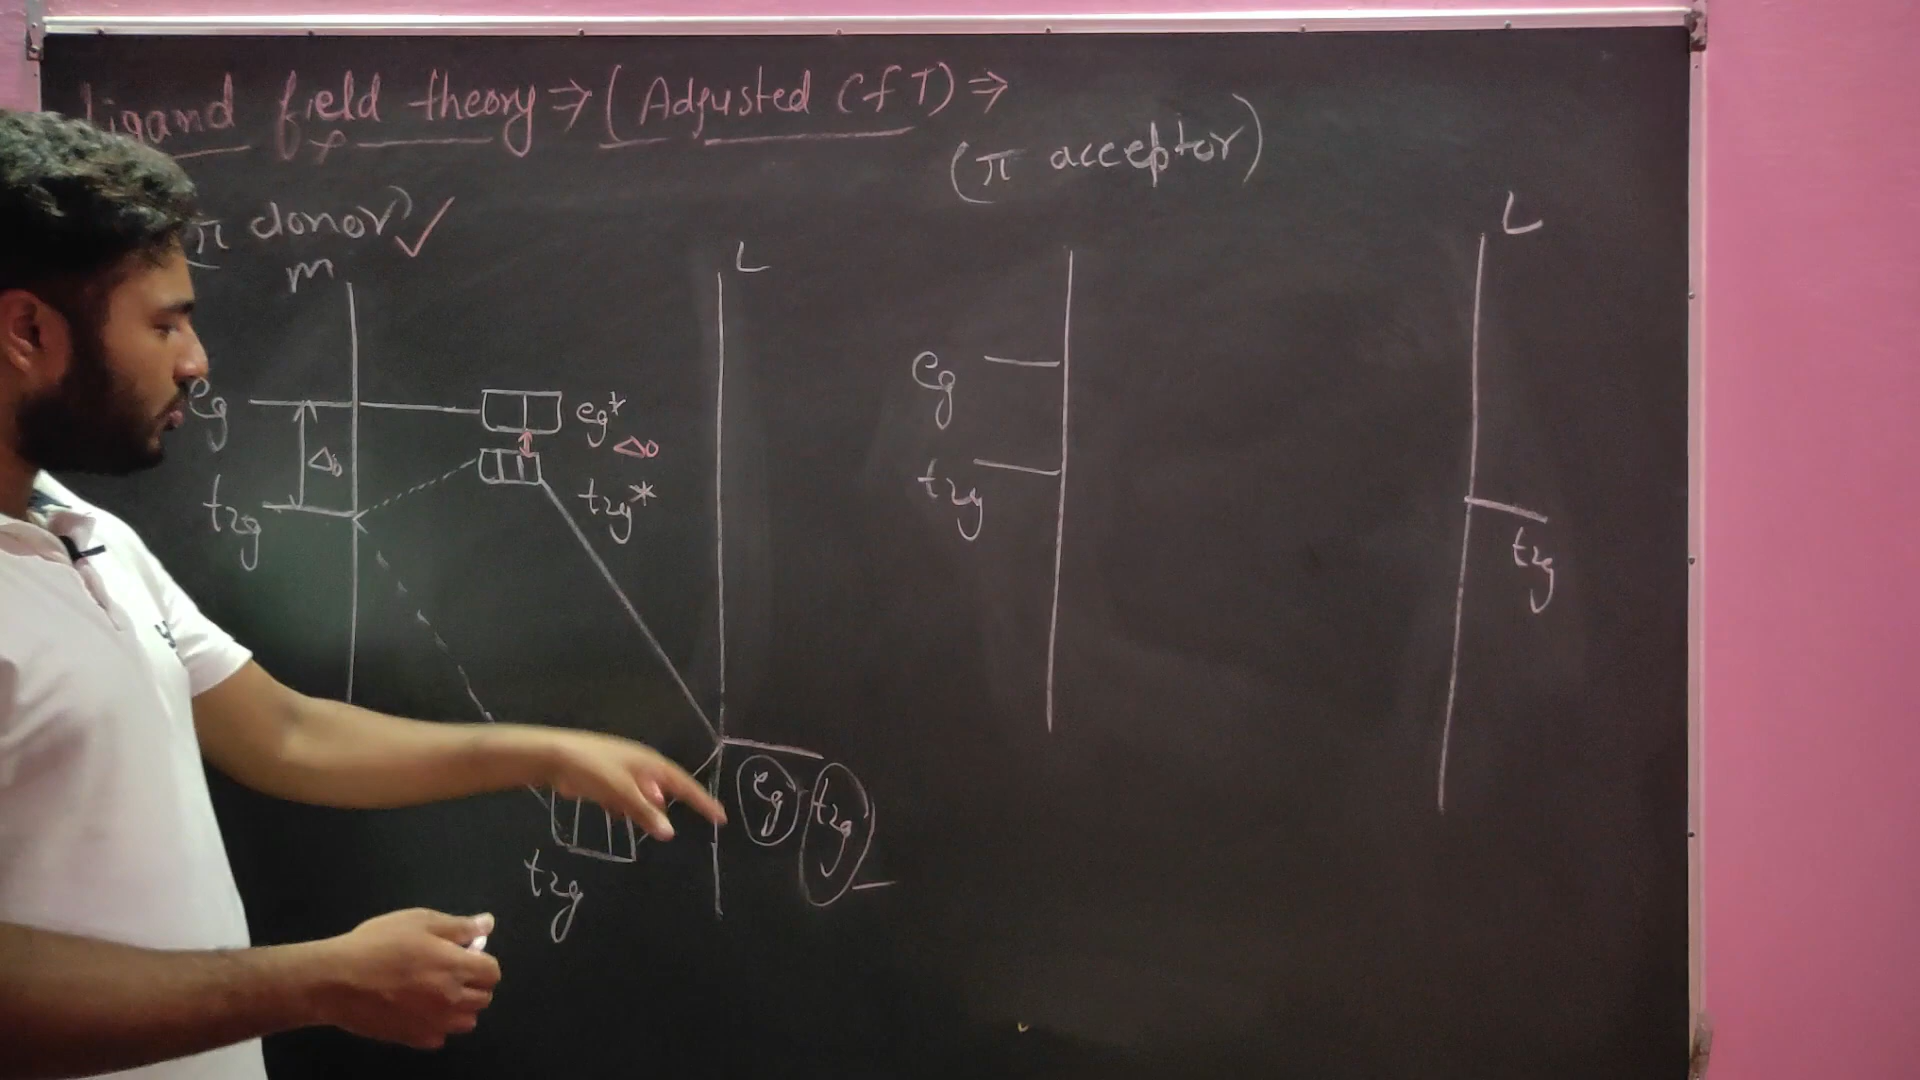 Ligand field theory ⇒ (Adjusted CfT) ⇒
(π acceptor)
π donor) ✓
m
L
L
eg
Δo
t2g
eg*
Δo
t2g*
eg
t2g
t2g
eg t2g
t2g